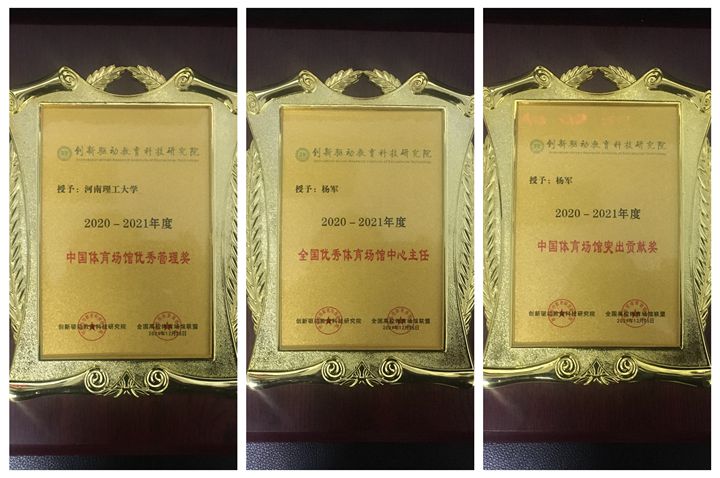 创新驱动教育科技研究院
授予：河南理工大学
2020－2021年度
中国体育场馆优秀管理奖
创新驱动教育科技研究院 全国高校体育场馆联盟
创新驱动教育科技研究院
授予：杨军
2020－2021年度
全国优秀体育场馆中心主任
创新驱动教育科技研究院 全国高校体育场馆联盟
创新驱动教育科技研究院
授予：杨军
2020－2021年度
中国体育场馆突出贡献奖
创新驱动教育科技研究院 全国高校体育场馆联盟